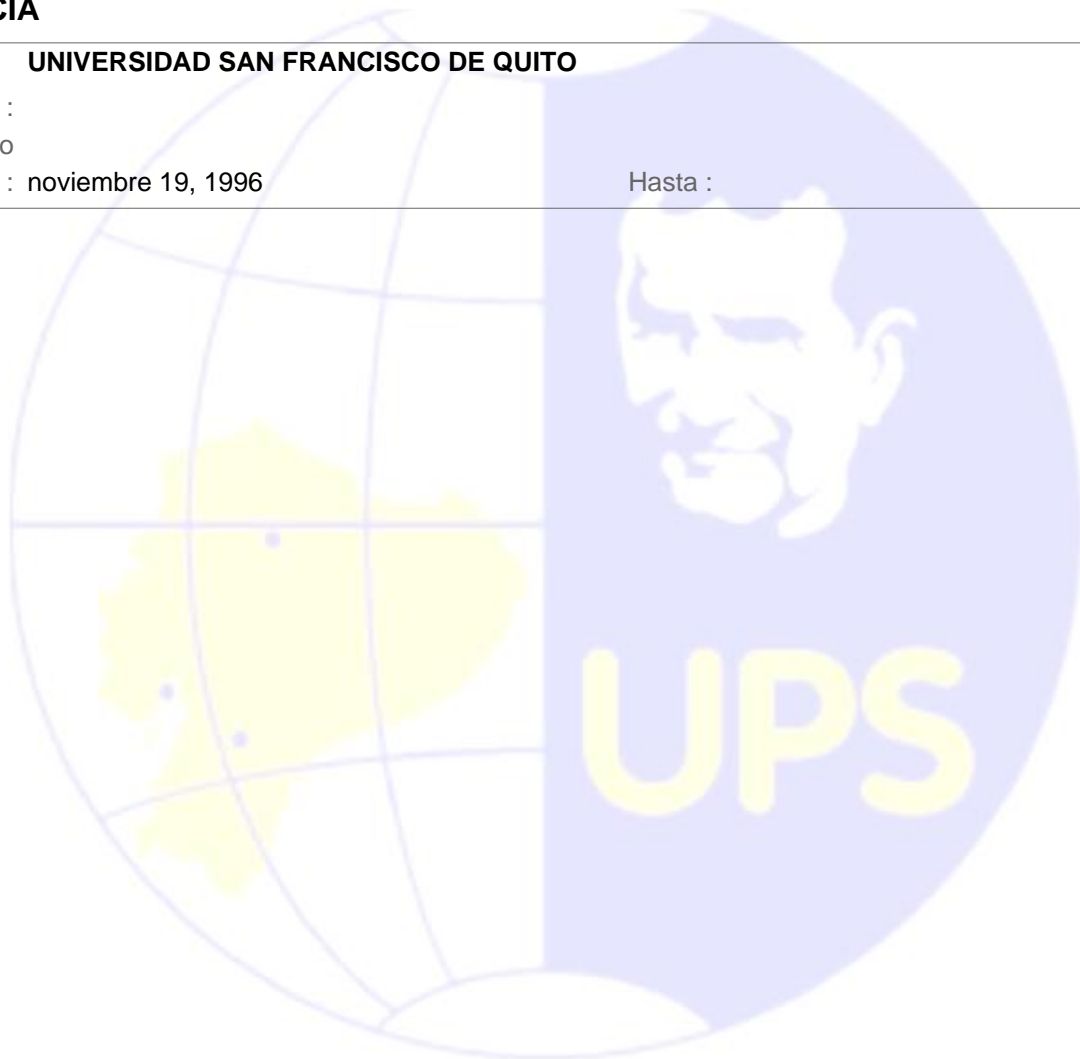 CIA
UNIVERSIDAD SAN FRANCISCO DE QUITO
:
o
: noviembre 19, 1996 Hasta :
UPS